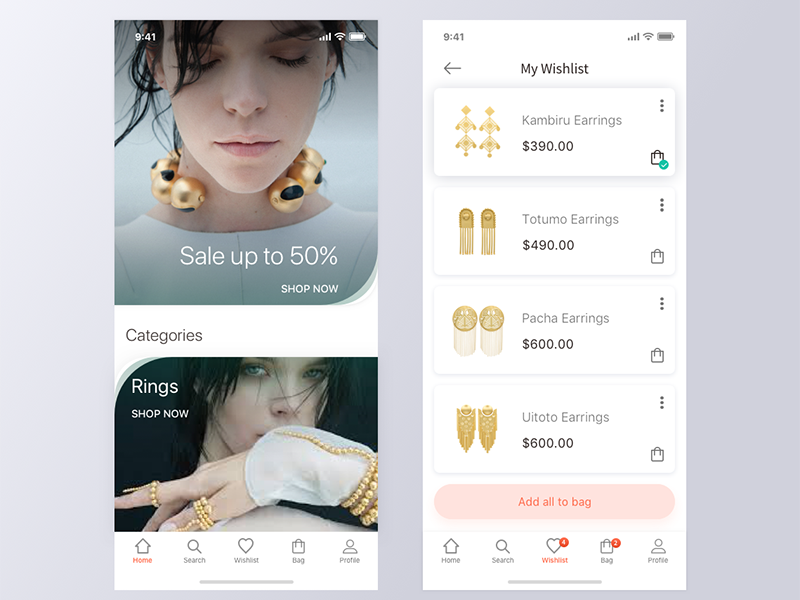 9:41
Sale up to 50%
SHOP NOW
Categories
Rings
SHOP NOW
Home
Search
Wishlist
Bag
Profile
9:41
My Wishlist
Kambiru Earrings
$390.00
Totumo Earrings
$490.00
Pacha Earrings
$600.00
Uitoto Earrings
$600.00
Add all to bag
4
2
Home
Search
Wishlist
Bag
Profile